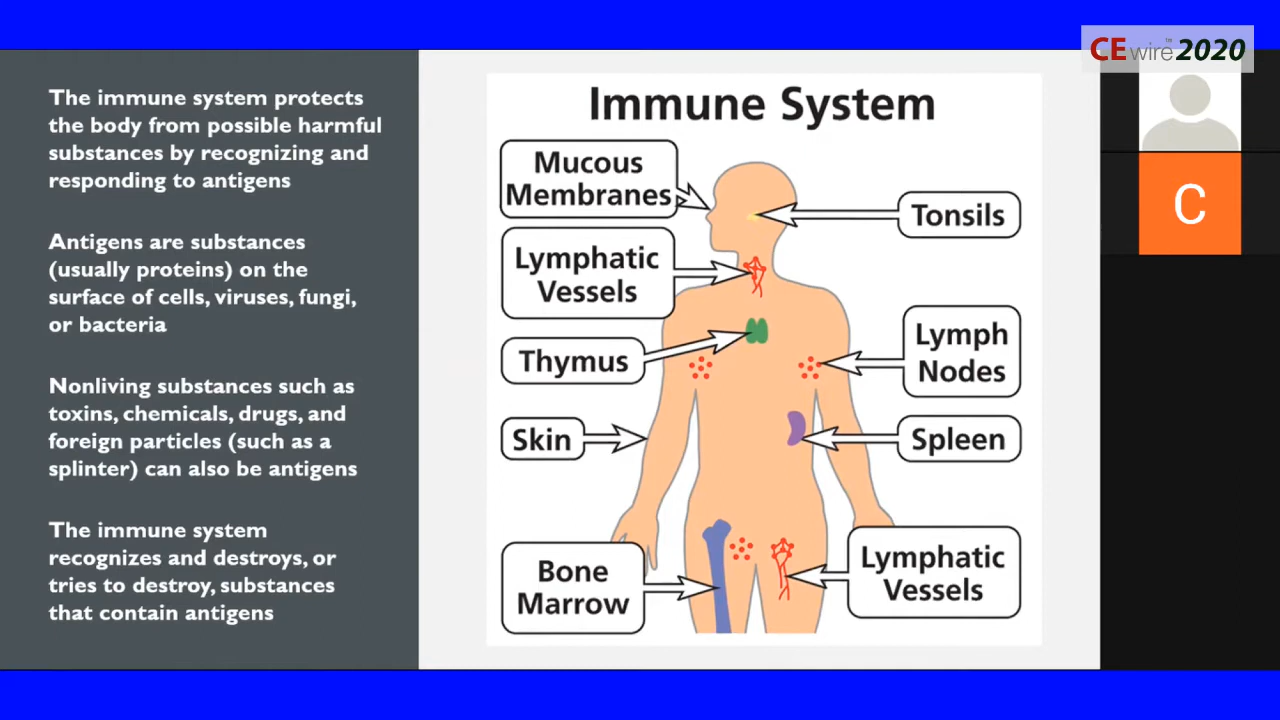 CEwire™2020
The immune system protects
the body from possible harmful
substances by recognizing and
responding to antigens
Antigens are substances
(usually proteins) on the
surface of cells, viruses, fungi,
or bacteria
Nonliving substances such as
toxins, chemicals, drugs, and
foreign particles (such as a
splinter) can also be antigens
The immune system
recognizes and destroys, or
tries to destroy, substances
that contain antigens
Immune System
Mucous
Membranes
Tonsils
Lymphatic
Vessels
Thymus
Lymph
Nodes
Skin
Spleen
Bone
Marrow
Lymphatic
Vessels
C